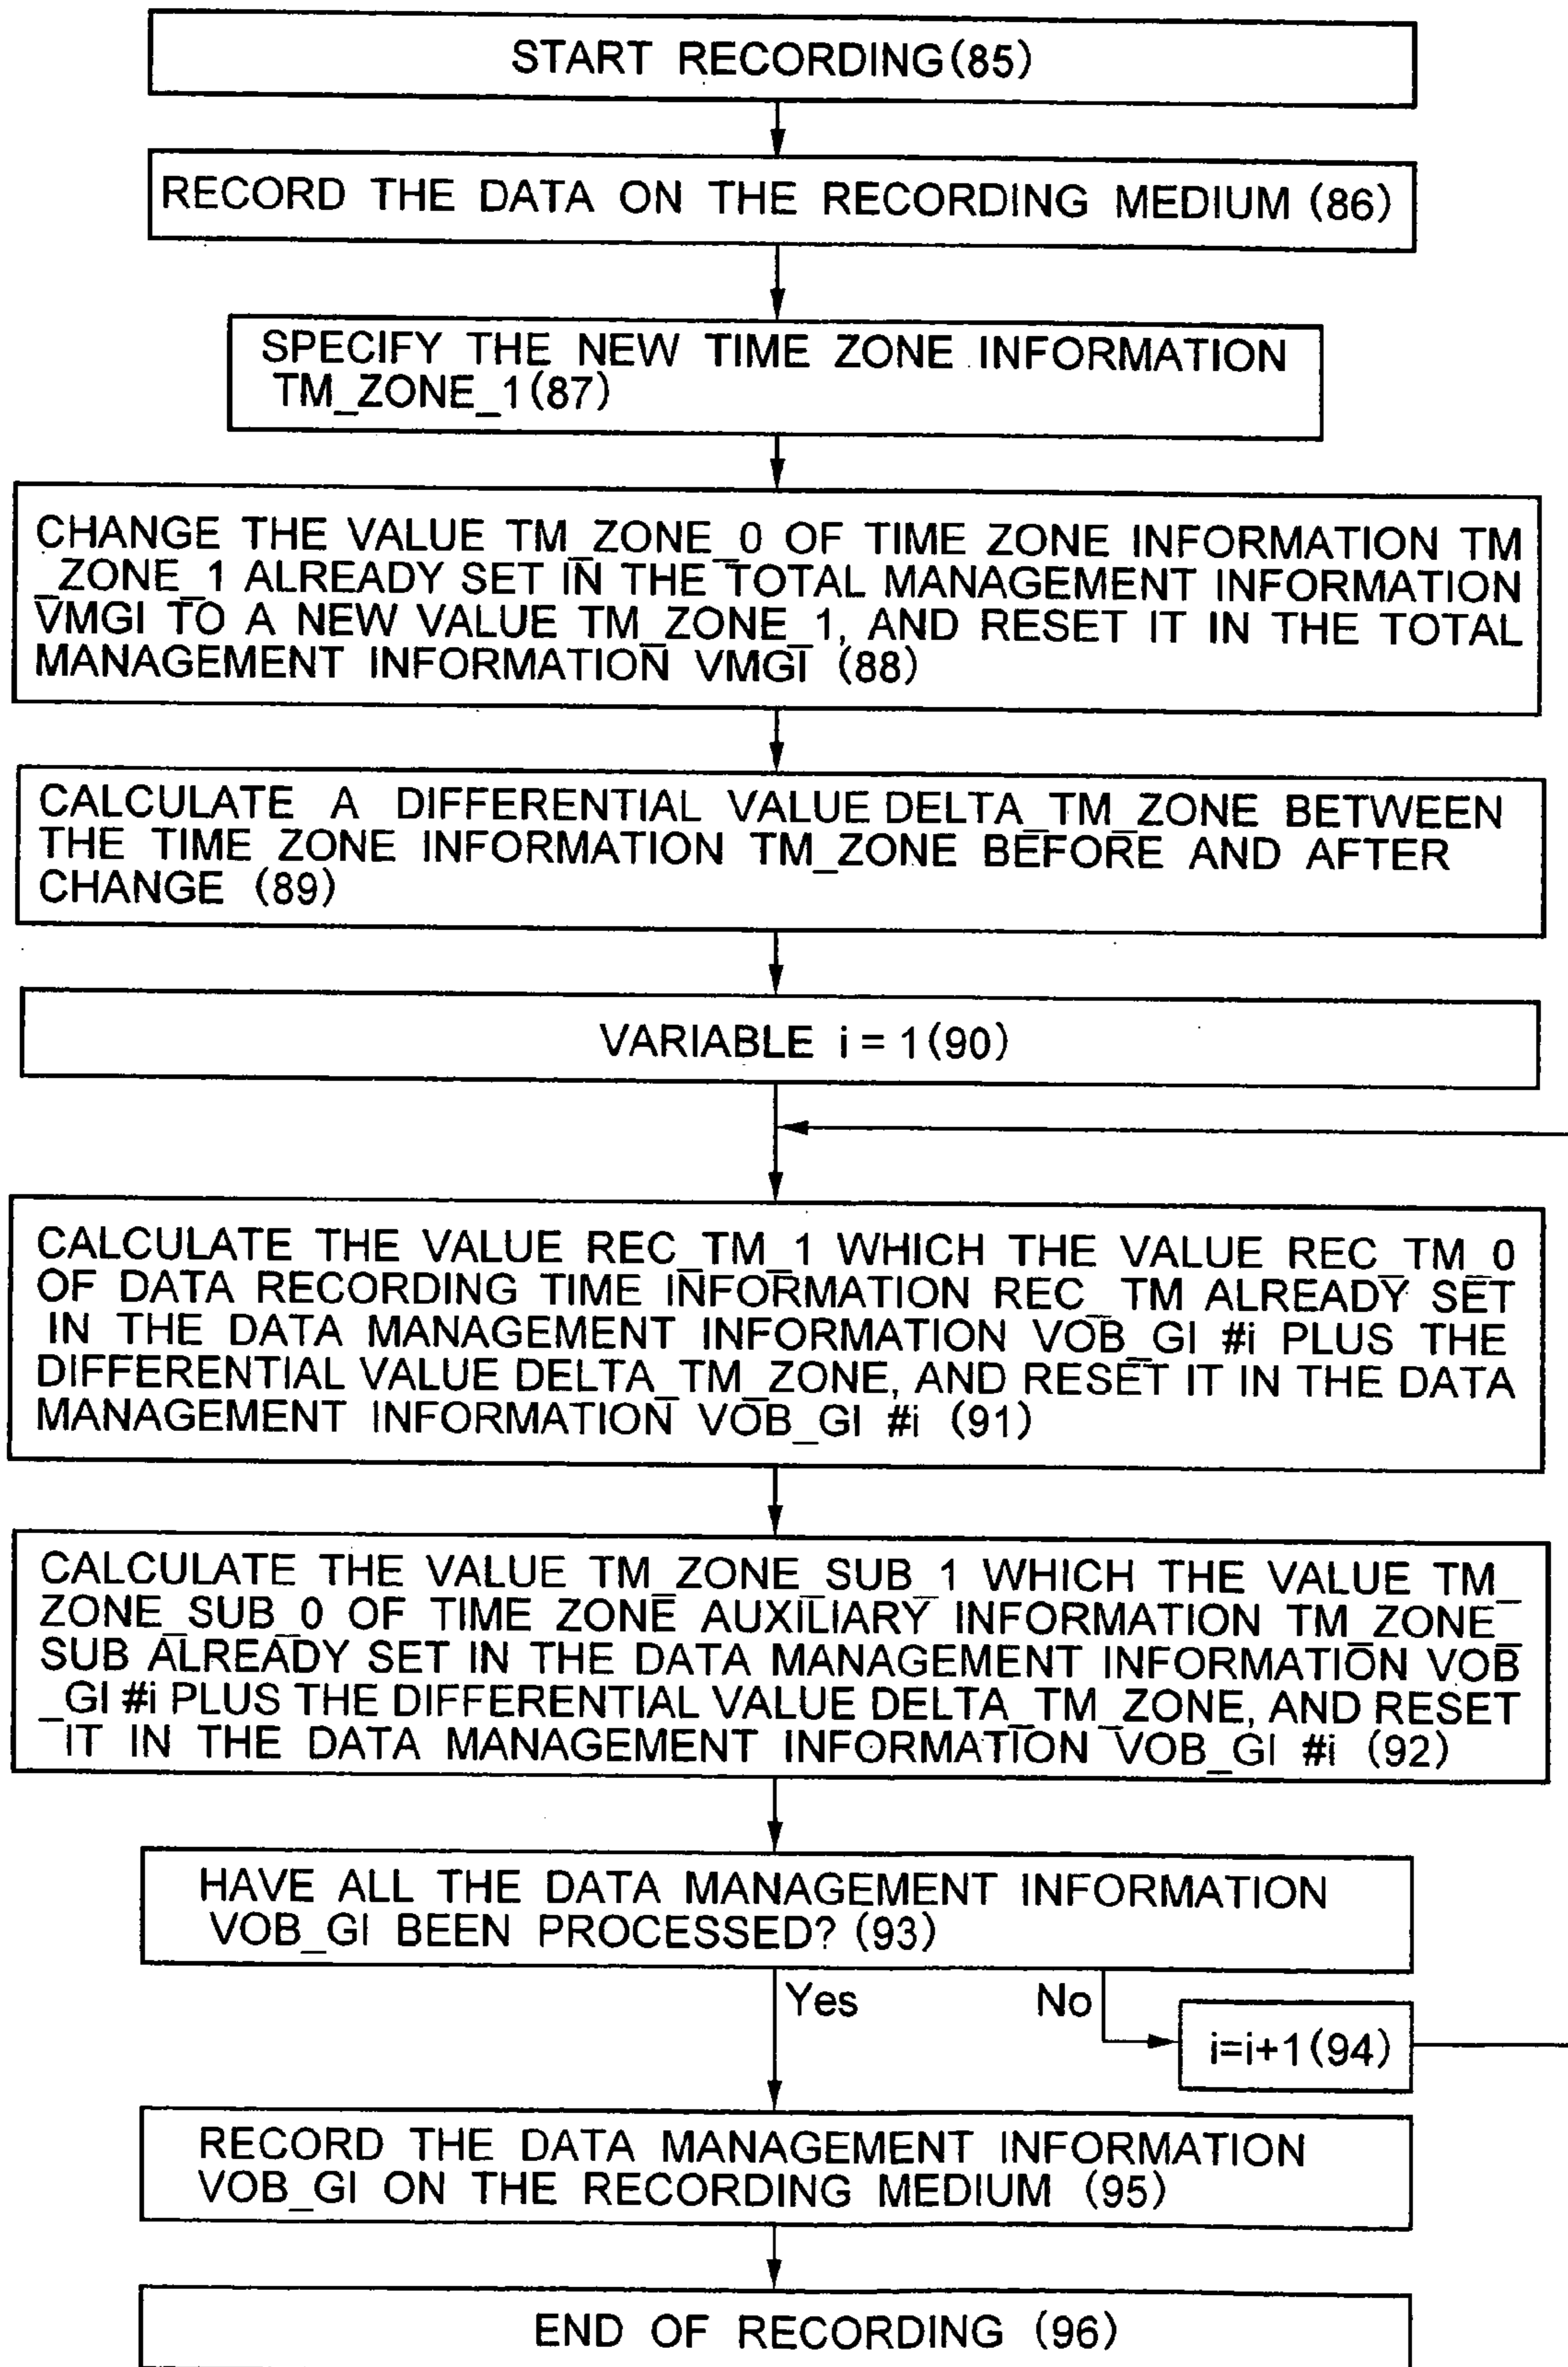 START RECORDING(85)
RECORD THE DATA ON THE RECORDING MEDIUM (86)
SPECIFY THE NEW TIME ZONE INFORMATION
TM_ZONE_1(87)
CHANGE THE VALUE TM_ZONE_0 OF TIME ZONE INFORMATION TM
_ZONE_1 ALREADY SET IN THE TOTAL MANAGEMENT INFORMATION
VMGI TO A NEW VALUE TM_ZONE_1, AND RESET IT IN THE TOTAL
MANAGEMENT INFORMATION VMGI (88)
CALCULATE A DIFFERENTIAL VALUE DELTA_TM_ZONE BETWEEN
THE TIME ZONE INFORMATION TM_ZONE BEFORE AND AFTER
CHANGE (89)
VARIABLE i = 1(90)
CALCULATE THE VALUE REC_TM_1 WHICH THE VALUE REC_TM_0
OF DATA RECORDING TIME INFORMATION REC_TM ALREADY SET
IN THE DATA MANAGEMENT INFORMATION VOB_GI #i PLUS THE
DIFFERENTIAL VALUE DELTA_TM_ZONE, AND RESET IT IN THE DATA
MANAGEMENT INFORMATION VOB_GI #i (91)
CALCULATE THE VALUE TM_ZONE_SUB_1 WHICH THE VALUE TM_
ZONE_SUB_0 OF TIME ZONE AUXILIARY INFORMATION TM_ZONE_
SUB ALREADY SET IN THE DATA MANAGEMENT INFORMATION VOB
_GI #i PLUS THE DIFFERENTIAL VALUE DELTA_TM_ZONE, AND RESET
IT IN THE DATA MANAGEMENT INFORMATION VOB_GI #i (92)
HAVE ALL THE DATA MANAGEMENT INFORMATION
VOB_GI BEEN PROCESSED? (93)
Yes
No
i=i+1(94)
RECORD THE DATA MANAGEMENT INFORMATION
VOB_GI ON THE RECORDING MEDIUM (95)
END OF RECORDING (96)